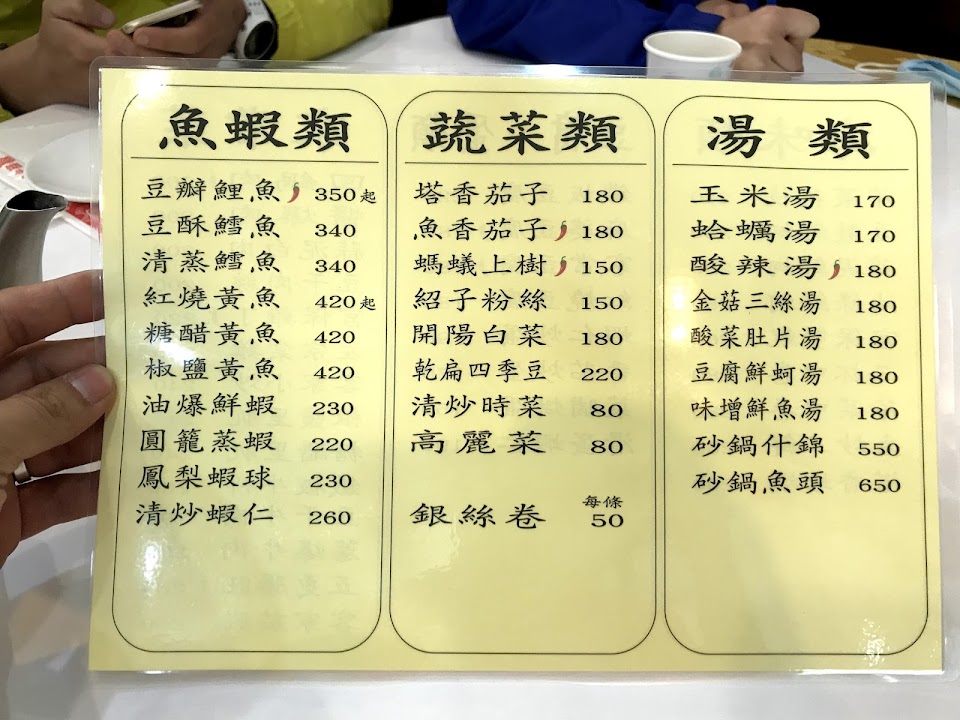 魚蝦類
豆瓣鯉魚 350起
豆酥鱈魚 340
清蒸鱈魚 340
紅燒黃魚 420起
糖醋黃魚 420
椒鹽黃魚 420
油爆鮮蝦 230
圓籠蒸蝦 220
鳳梨蝦球 230
清炒蝦仁 260
蔬菜類
塔香茄子 180
魚香茄子 180
螞蟻上樹 150
紹子粉絲 150
開陽白菜 180
乾扁四季豆 220
清炒時菜 80
高麗菜 80
銀絲卷 每條 50
湯類
玉米湯 170
蛤蠣湯 170
酸辣湯 180
金菇三絲湯 180
酸菜肚片湯 180
豆腐鮮蚵湯 180
味增鮮魚湯 180
砂鍋什錦 550
砂鍋魚頭 650